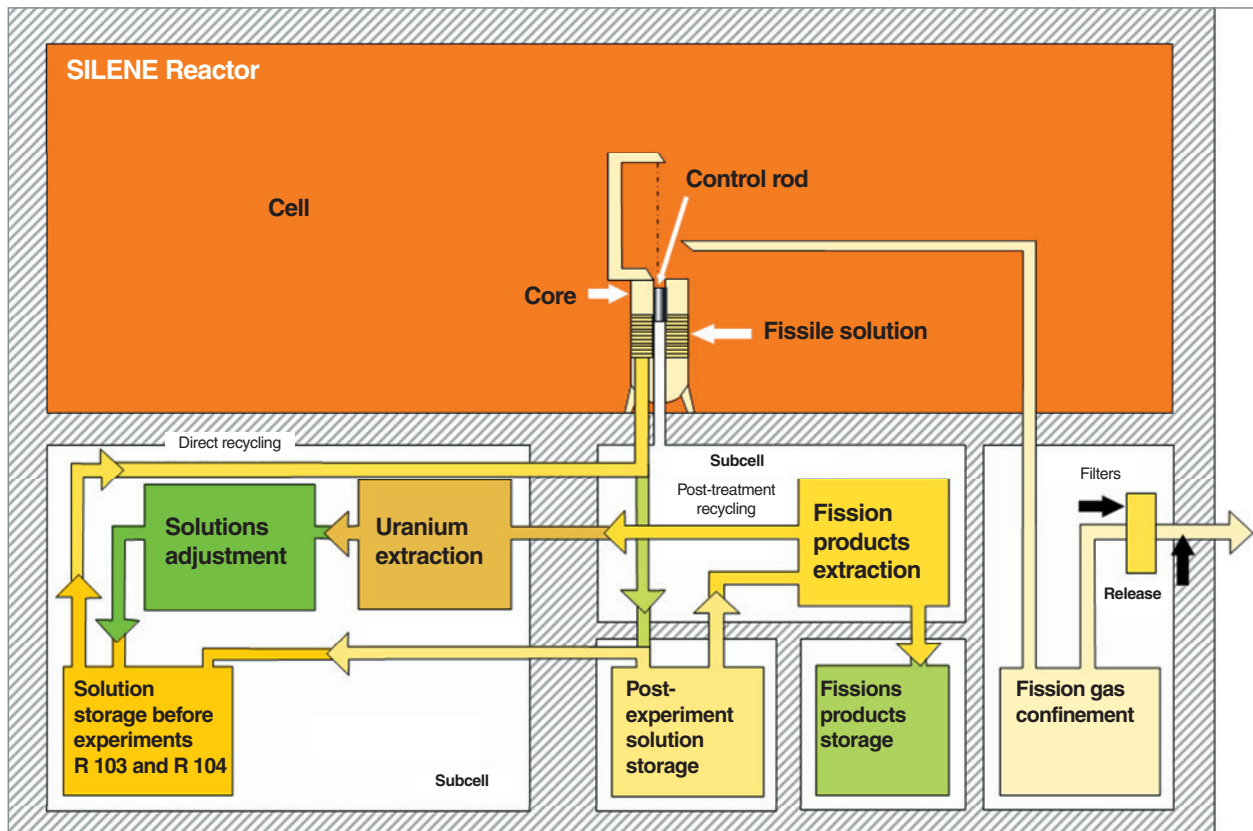 SILENE Reactor
Control rod
Cell
Core
Fissile solution
Direct recycling
Subcell
Post-treatment
recycling
Filters
Solutions
adjustment
Uranium
extraction
Fission
products
extraction
Release
Solution
storage before
experiments
R 103 and R 104
Subcell
Post-
experiment
solution
storage
Fissions
products
storage
Fission gas
confinement